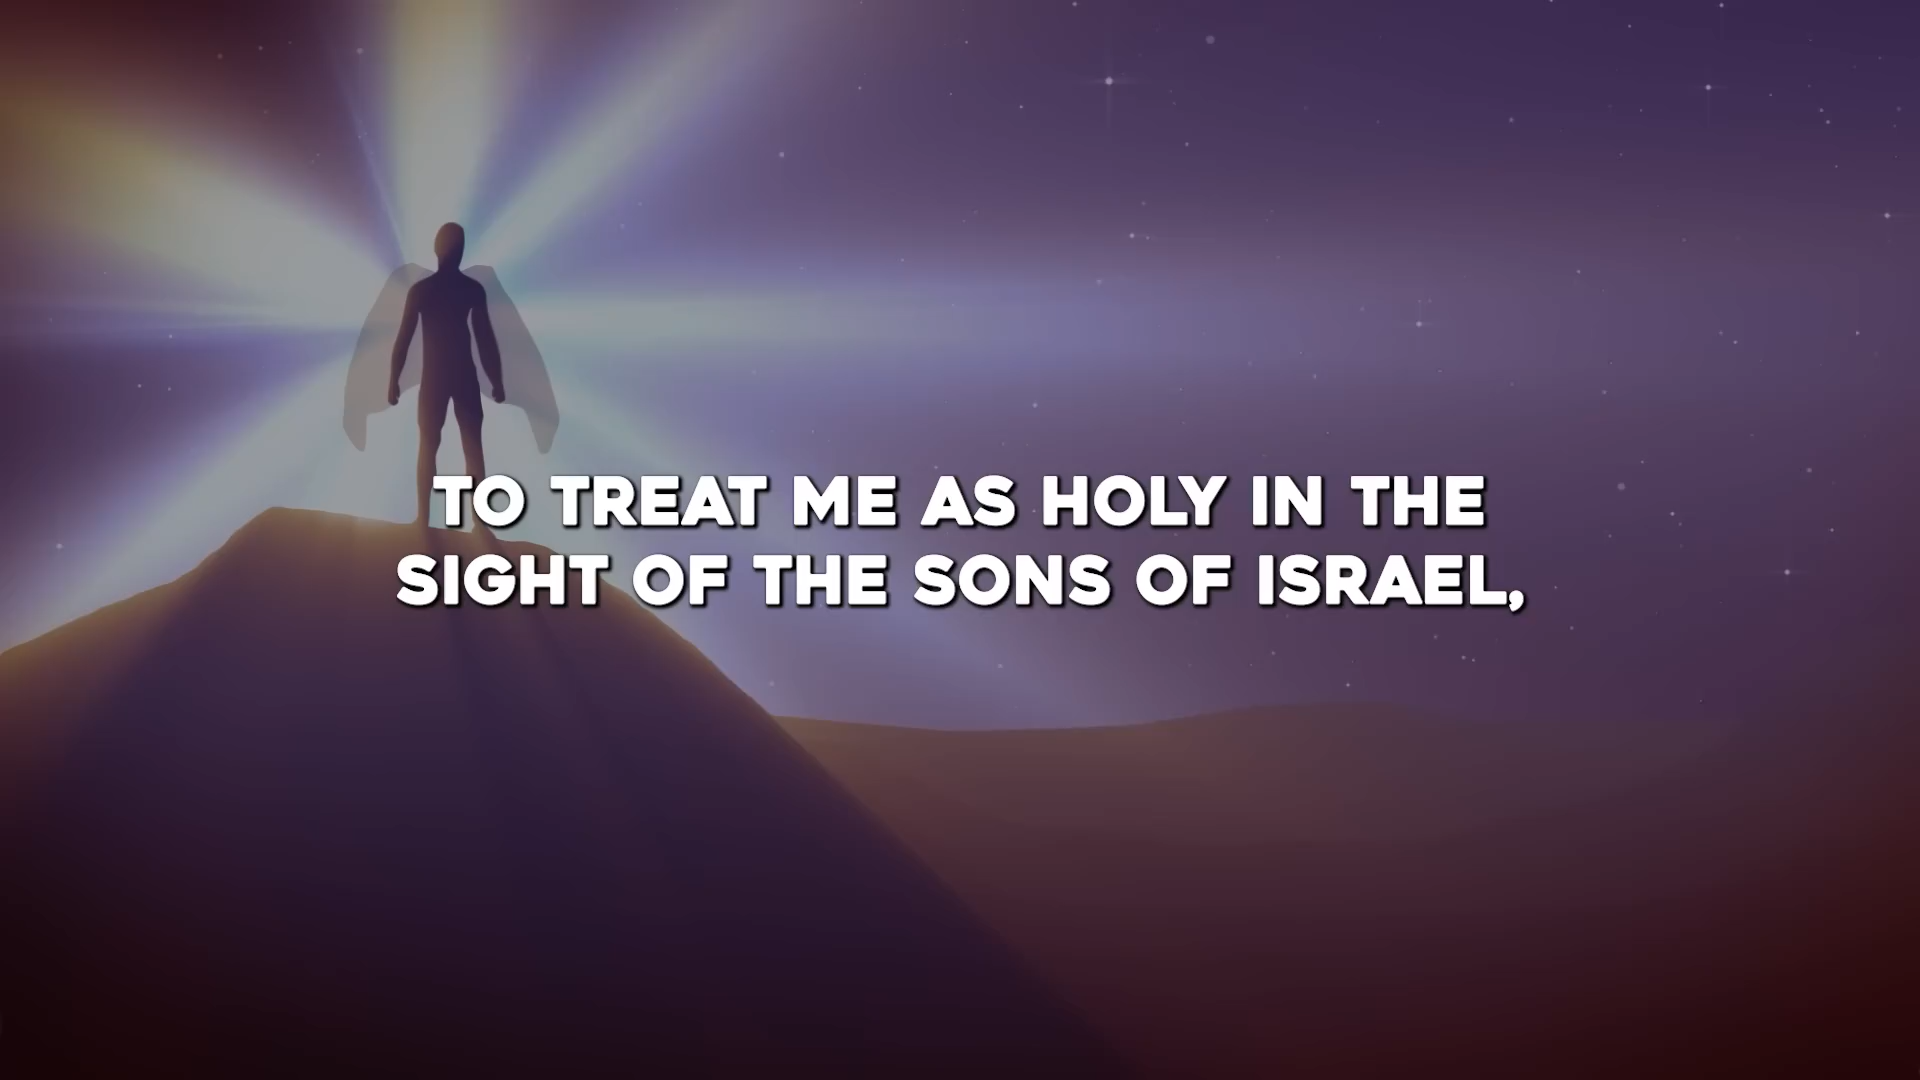 TO TREAT ME AS HOLY IN THE
SIGHT OF THE SONS OF ISRAEL,